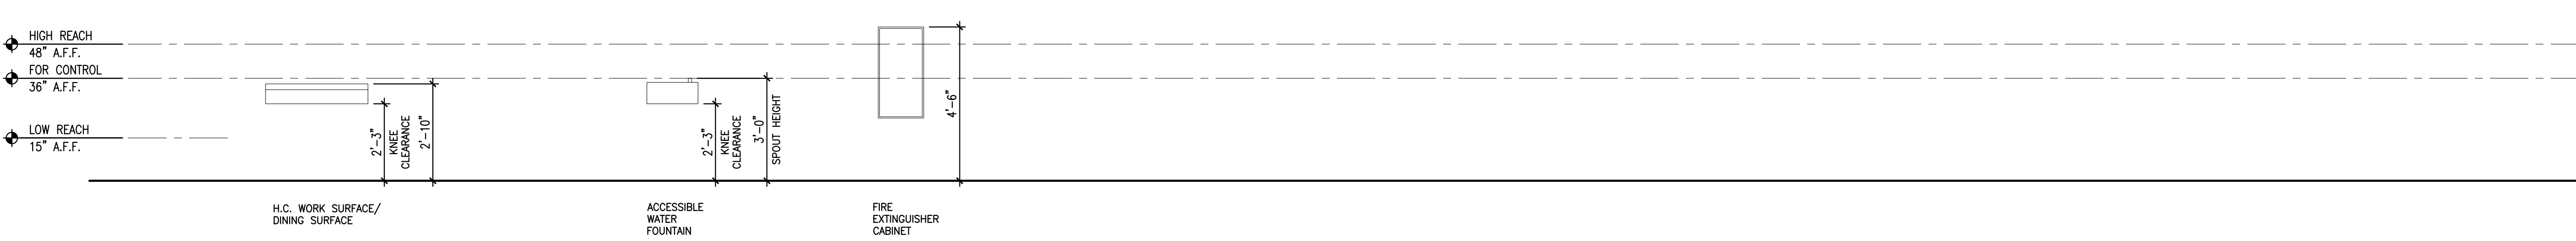 HIGH REACH
48" A.F.F.
FOR CONTROL
36" A.F.F.
LOW REACH
15" A.F.F.
2'-3"
KNEE
CLEARANCE
2'-10"
2'-3"
KNEE
CLEARANCE
3'-0"
SPOUT HEIGHT
4'-6"
H.C. WORK SURFACE/
DINING SURFACE
ACCESSIBLE
WATER
FOUNTAIN
FIRE
EXTINGUISHER
CABINET